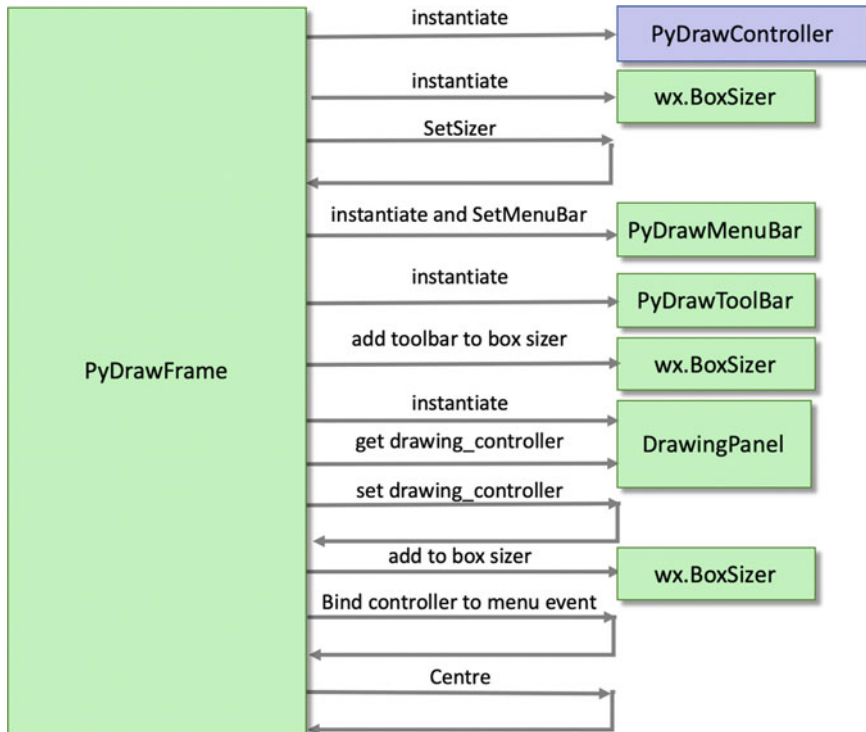 instantiate
PyDrawController
instantiate
wx.BoxSizer
SetSizer
instantiate and SetMenuBar
PyDrawMenuBar
instantiate
PyDrawToolBar
add toolbar to box sizer
wx.BoxSizer
PyDrawFrame
instantiate
get drawing_controller
DrawingPanel
set drawing_controller
add to box sizer
wx.BoxSizer
Bind controller to menu event
Centre